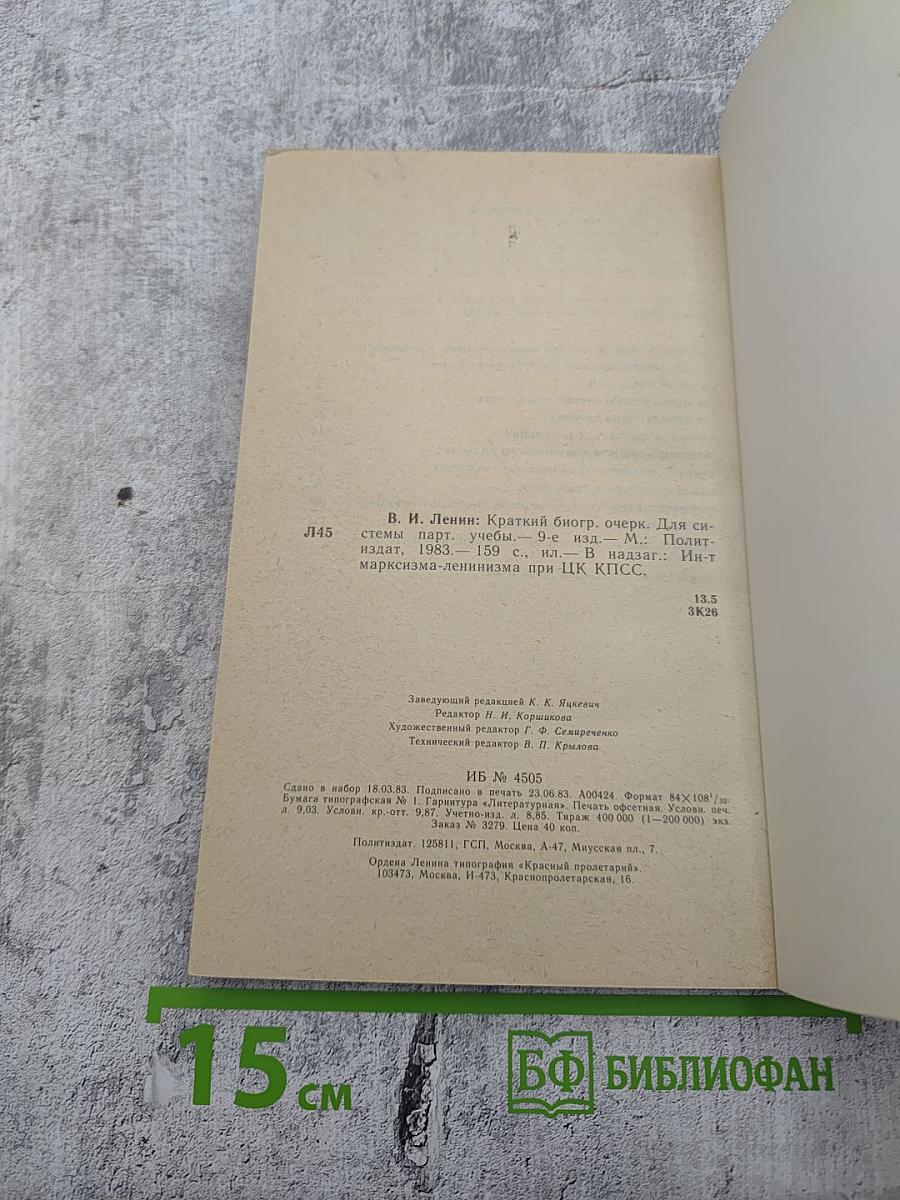 В. И. Ленин: Краткий биогр. очерк. Для си-
Л45 стемы парт. учебы.— 9-е изд.— М.: Полит-
издат, 1983.— 159 с., ил.— В надзаг.: Ин-т
марксизма-ленинизма при ЦК КПСС.
13.5
3К26
Заведующий редакцией К. К. Яцкевич
Редактор Н. И. Коршикова
Художественный редактор Г. Ф. Семиреченко
Технический редактор В. П. Крылова
ИБ № 4505
Сдано в набор 18.03.83. Подписано в печать 23.06.83. А00424. Формат 84×108¹/₃₂.
Бумага типографская № 1. Гарнитура «Литературная». Печать офсетная. Условн. печ.
л. 9,03. Условн. кр.-отт. 9,87. Учетно-изд. л. 8,85. Тираж 400 000 (1—200 000) экз.
Заказ № 3279. Цена 40 коп.
Политиздат. 125811, ГСП, Москва, А-47, Миусская пл., 7.
Ордена Ленина типография «Красный пролетарий».
103473, Москва, И-473, Краснопролетарская, 16.
15 см
БФ БИБЛИОФАН